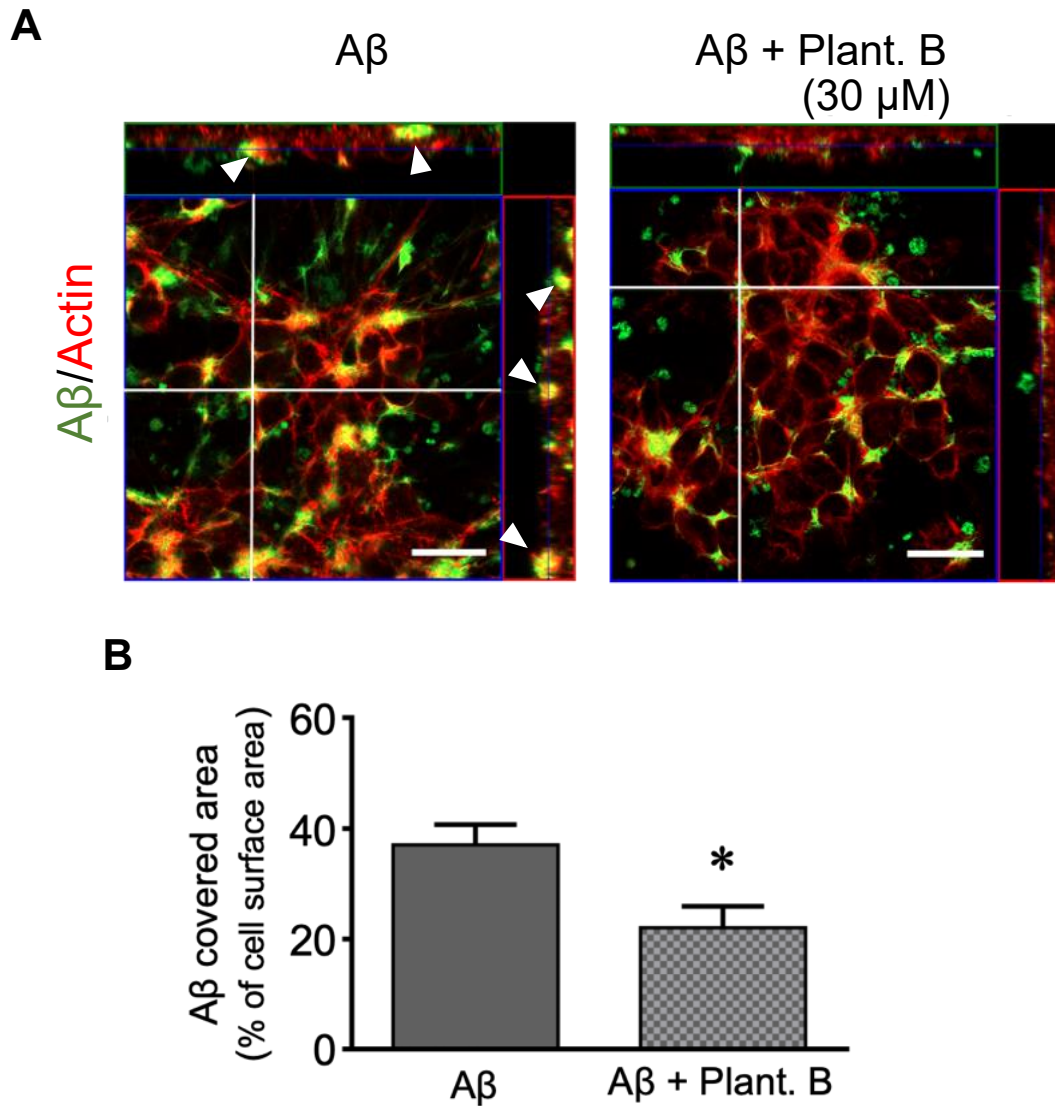 A
Aβ
Aβ + Plant. B
(30 µM)
Aβ/Actin
B
Aβ covered area
(% of cell surface area)
60
40
20
0
*
Aβ
Aβ + Plant. B